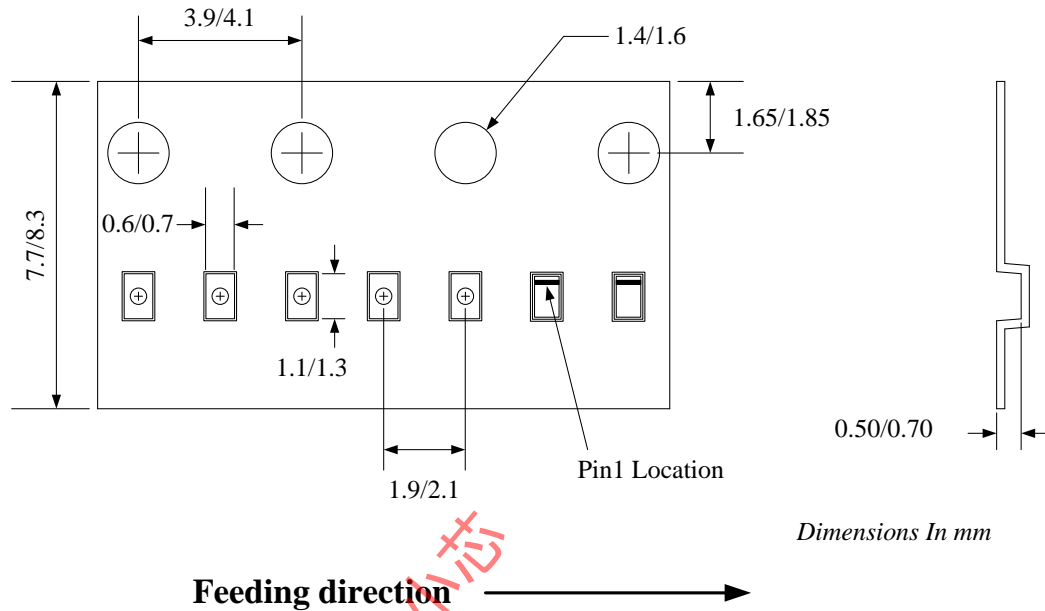 3.9/4.1
1.4/1.6
1.65/1.85
7.7/8.3
0.6/0.7
1.1/1.3
1.9/2.1
Pin1 Location
0.50/0.70
Dimensions In mm
Feeding direction
小芯